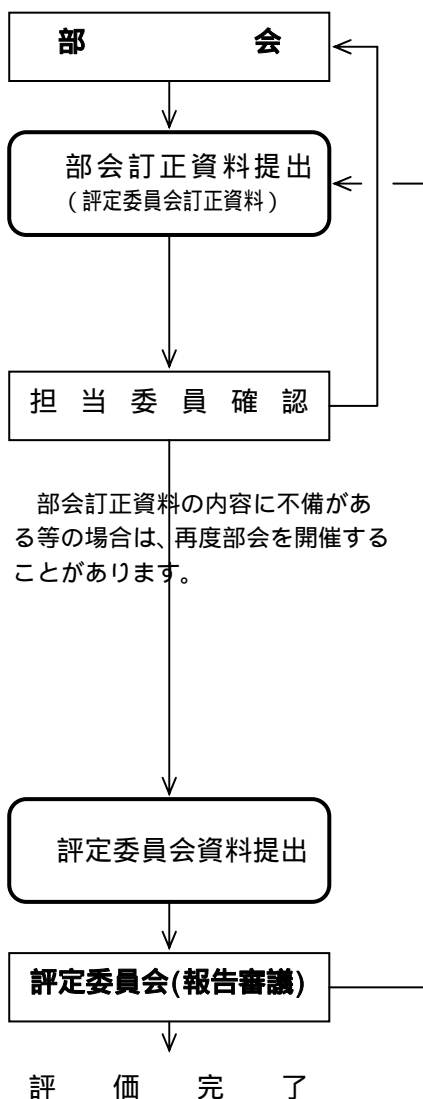 部会
部会訂正資料提出
(評定委員会訂正資料)
担当委員確認
部会訂正資料の内容に不備があ
る等の場合は、再度部会を開催する
ことがあります。
評定委員会資料提出
評定委員会(報告審議)
評価完了